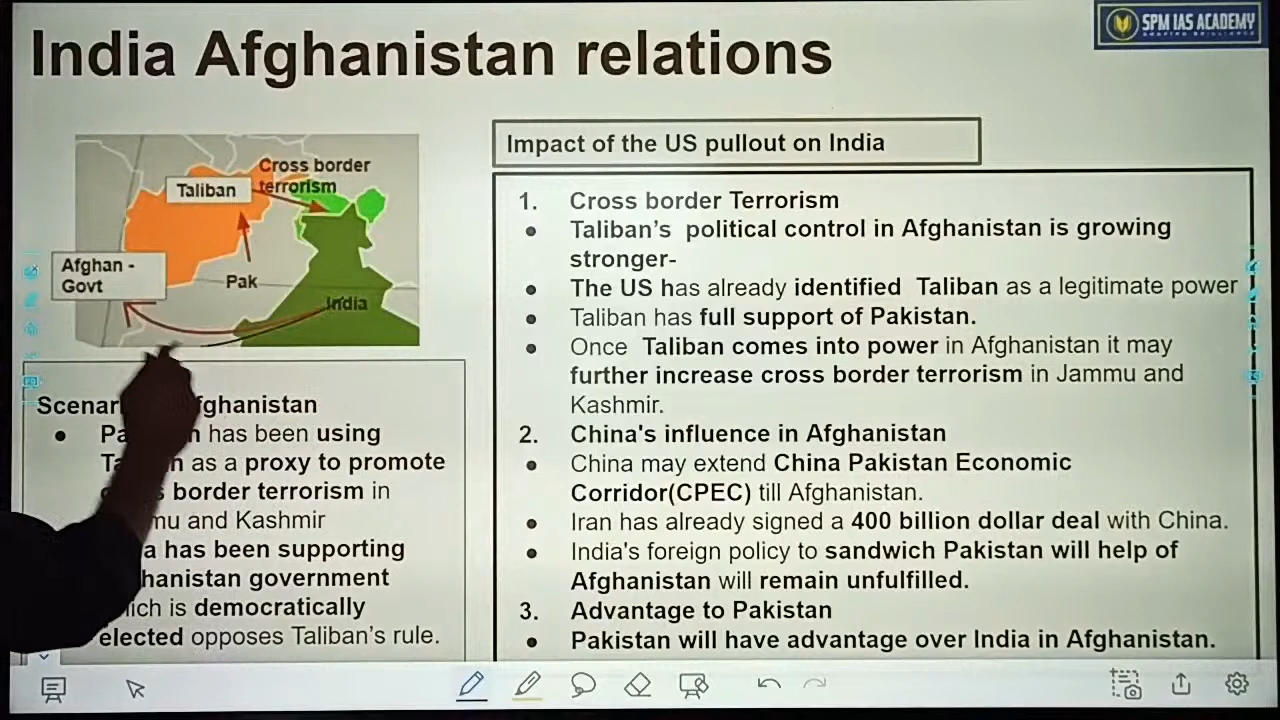 India Afghanistan relations
SPM IAS ACADEMY
Cross border
terrorism
Taliban
Afghan -
Govt
Pak
India
Impact of the US pullout on India
1. Cross border Terrorism
• Taliban's political control in Afghanistan is growing
stronger-
• The US has already identified Taliban as a legitimate power
• Taliban has full support of Pakistan.
• Once Taliban comes into power in Afghanistan it may
further increase cross border terrorism in Jammu and
Kashmir.
2. China's influence in Afghanistan
• China may extend China Pakistan Economic
Corridor(CPEC) till Afghanistan.
• Iran has already signed a 400 billion dollar deal with China.
• India's foreign policy to sandwich Pakistan will help of
Afghanistan will remain unfulfilled.
3. Advantage to Pakistan
• Pakistan will have advantage over India in Afghanistan.
• has been using
as a proxy to promote
border terrorism in
and Kashmir
has been supporting
government
is democratically
elected opposes Taliban's rule.